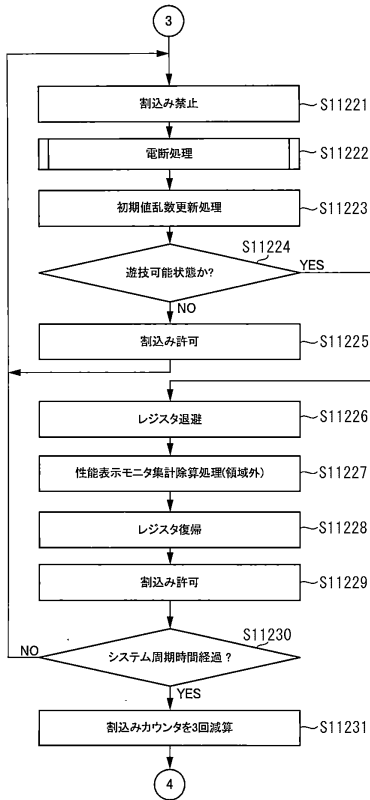 3
割込み禁止
S11221
電断処理
S11222
初期値乱数更新処理
S11223
S11224
遊技可能状態か?
YES
NO
割込み許可
S11225
レジスタ退避
S11226
性能表示モニタ集計除算処理(領域外)
S11227
レジスタ復帰
S11228
割込み許可
S11229
S11230
NO
システム周期時間経過?
YES
割込みカウンタを3回減算
S11231
4